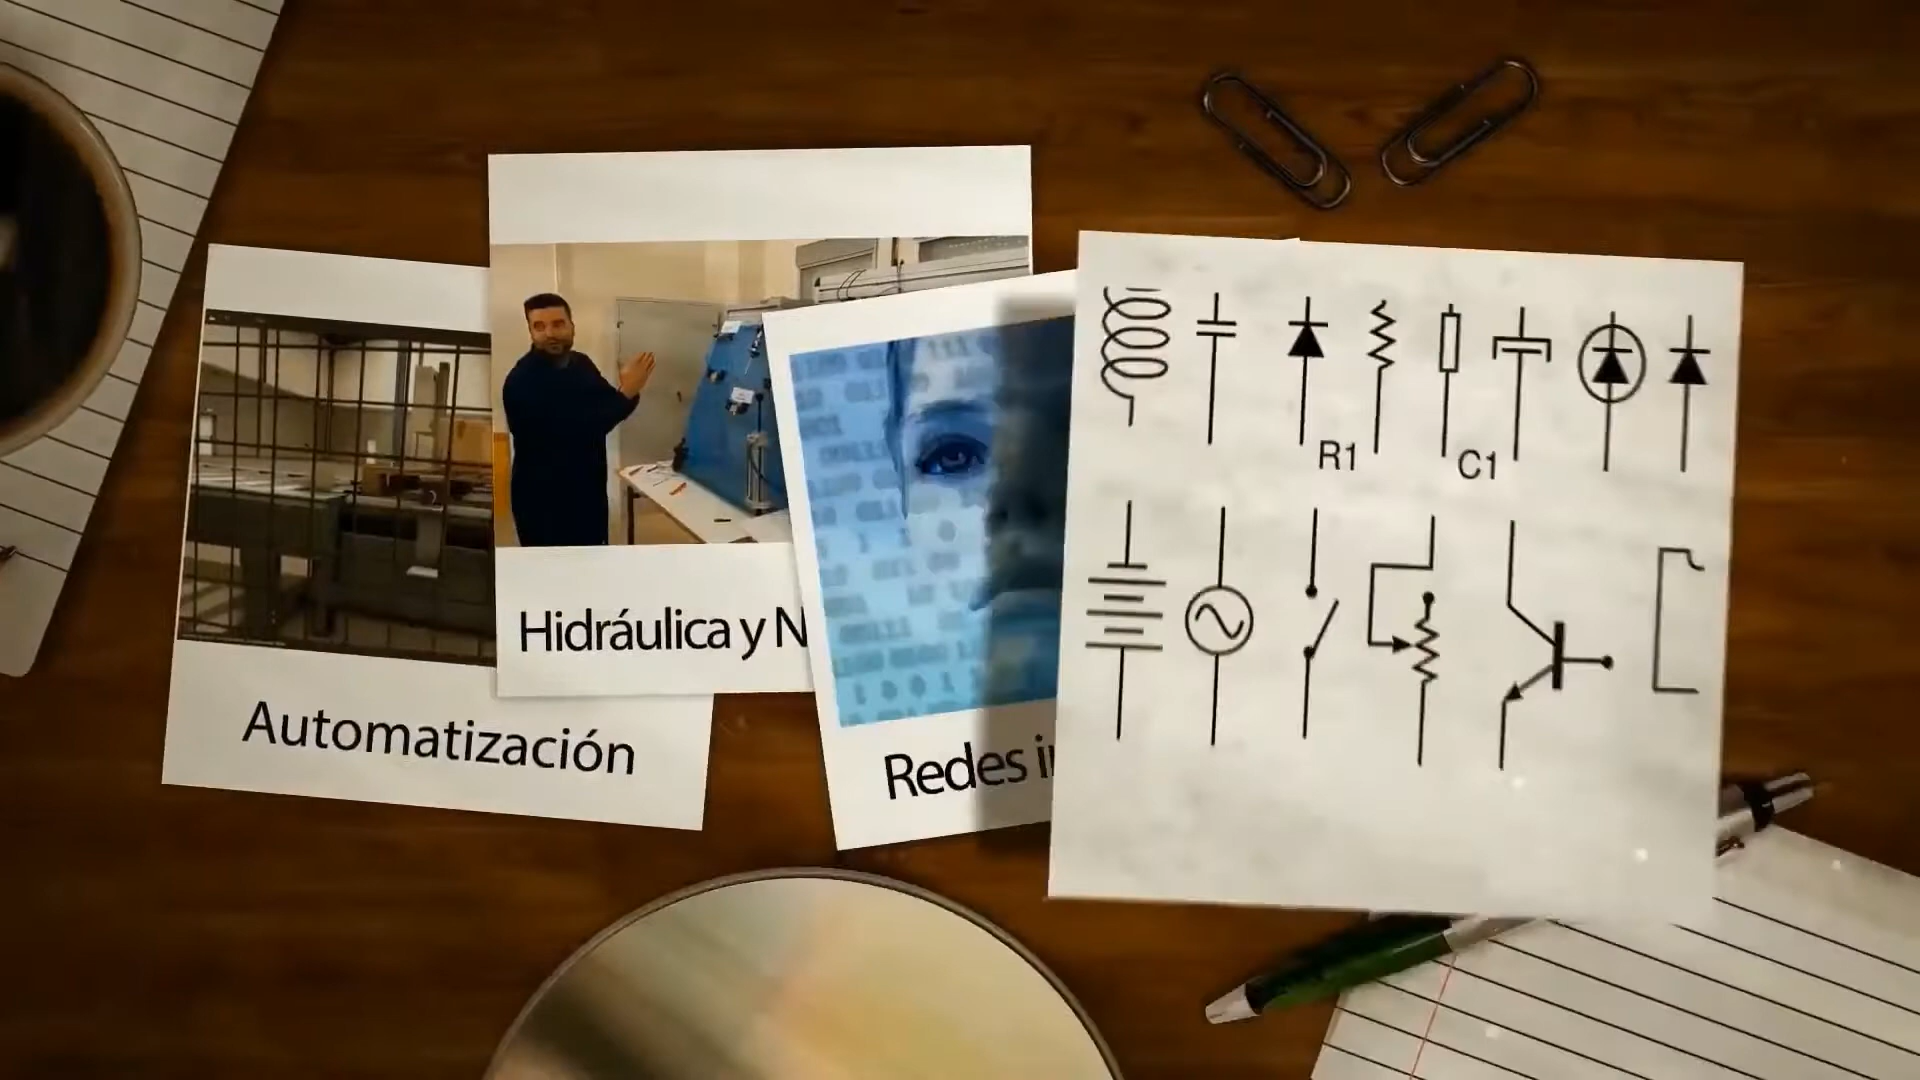 Automatización
Hidráulica y
Redes
R1
C1